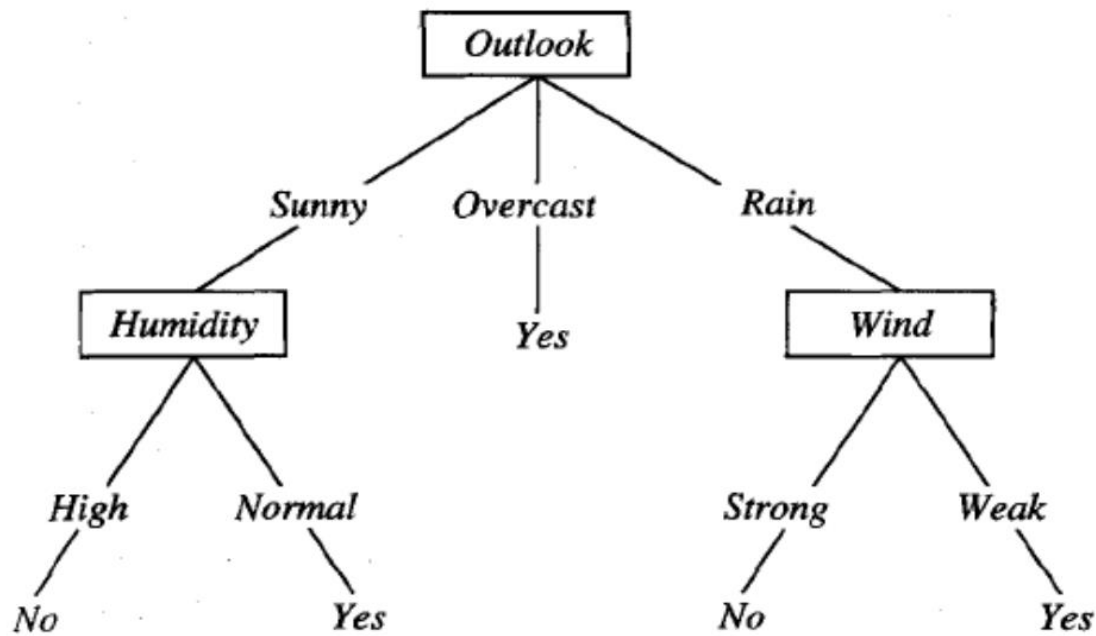 Outlook
Sunny Overcast Rain
Humidity Yes Wind
High Normal Strong Weak
No Yes No Yes